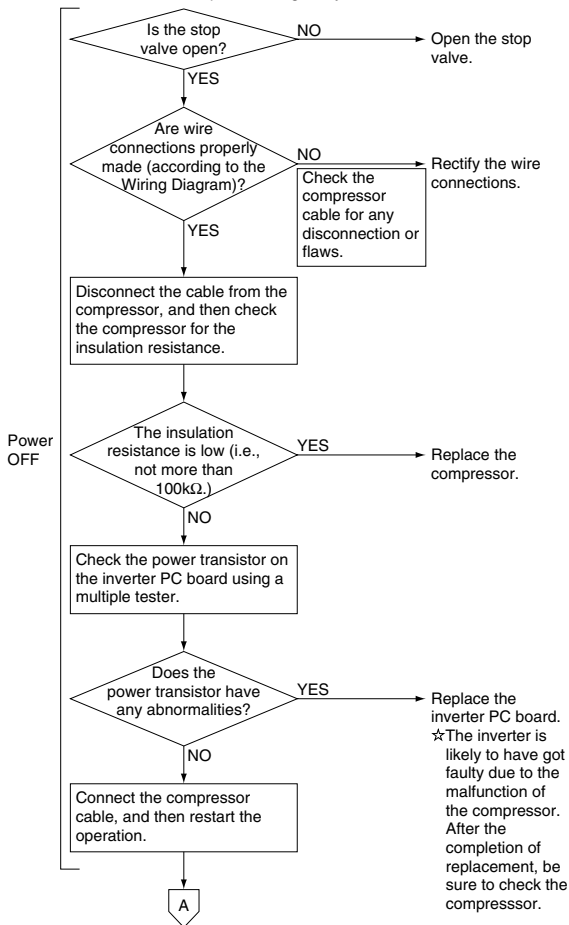 Is the stop
valve open?
NO
Open the stop
valve.
YES
Are wire
connections properly
made (according to the
Wiring Diagram)?
NO
Rectify the wire
connections.
Check the
compressor
cable for any
disconnection or
flaws.
YES
Disconnect the cable from the
compressor, and then check
the compressor for the
insulation resistance.
Power
OFF
The insulation
resistance is low (i.e.,
not more than
100kΩ.)
YES
Replace the
compressor.
NO
Check the power transistor on
the inverter PC board using a
multiple tester.
Does the
power transistor have
any abnormalities?
YES
Replace the
inverter PC board.
☆The inverter is
likely to have got
faulty due to the
malfunction of
the compressor.
After the
completion of
replacement, be
sure to check the
compresssor.
NO
Connect the compressor
cable, and then restart the
operation.
A